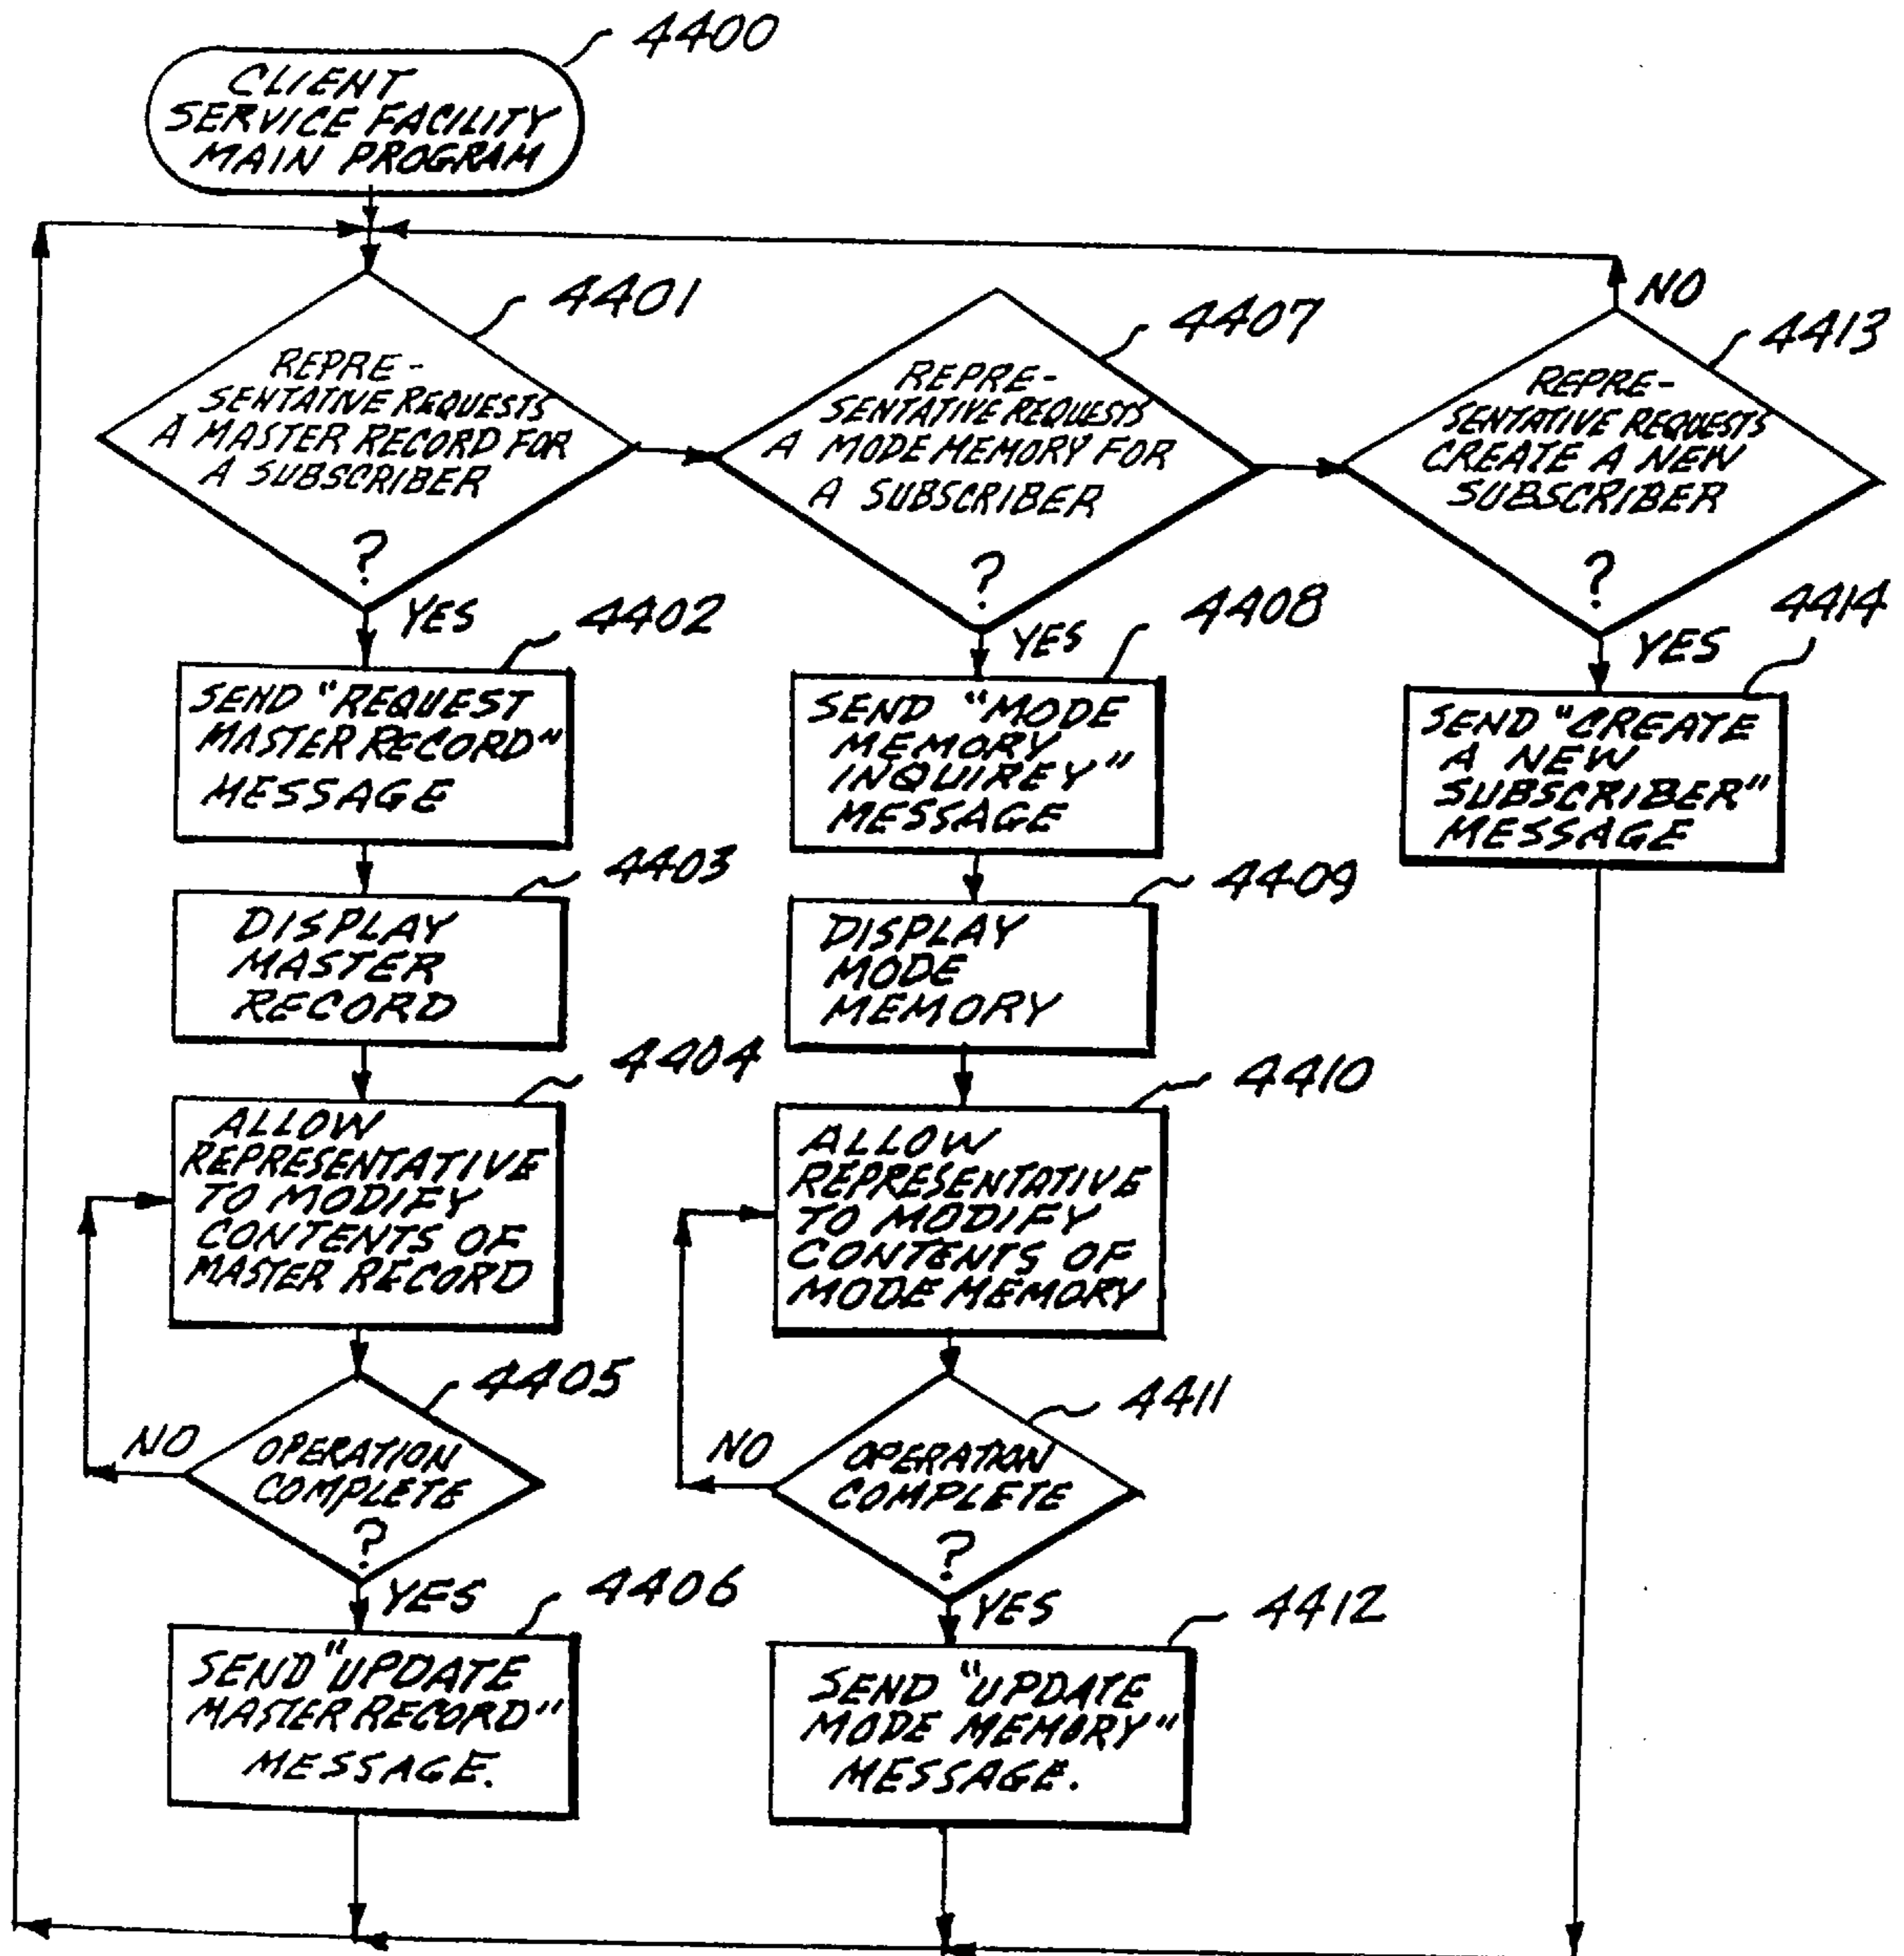 4400
CLIENT
SERVICE FACILITY
MAIN PROGRAM
4401
REPRE-
SENTATIVE REQUESTS
A MASTER RECORD FOR
A SUBSCRIBER
?
YES
4402
SEND "REQUEST
MASTER RECORD"
MESSAGE
4403
DISPLAY
MASTER
RECORD
4404
ALLOW
REPRESENTATIVE
TO MODIFY
CONTENTS OF
MASTER RECORD
4405
NO
OPERATION
COMPLETE
?
YES
4406
SEND "UPDATE
MASTER RECORD"
MESSAGE.
4407
REPRE-
SENTATIVE REQUESTS
A MODE MEMORY FOR
A SUBSCRIBER
?
YES
4408
SEND "MODE
MEMORY
INQUIREY"
MESSAGE
4409
DISPLAY
MODE
MEMORY
4410
ALLOW
REPRESENTATIVE
TO MODIFY
CONTENTS OF
MODE MEMORY
4411
NO
OPERATION
COMPLETE
?
YES
4412
SEND "UPDATE
MODE MEMORY"
MESSAGE.
NO
4413
REPRE-
SENTATIVE REQUESTS
CREATE A NEW
SUBSCRIBER
?
YES
4414
SEND "CREATE
A NEW
SUBSCRIBER"
MESSAGE